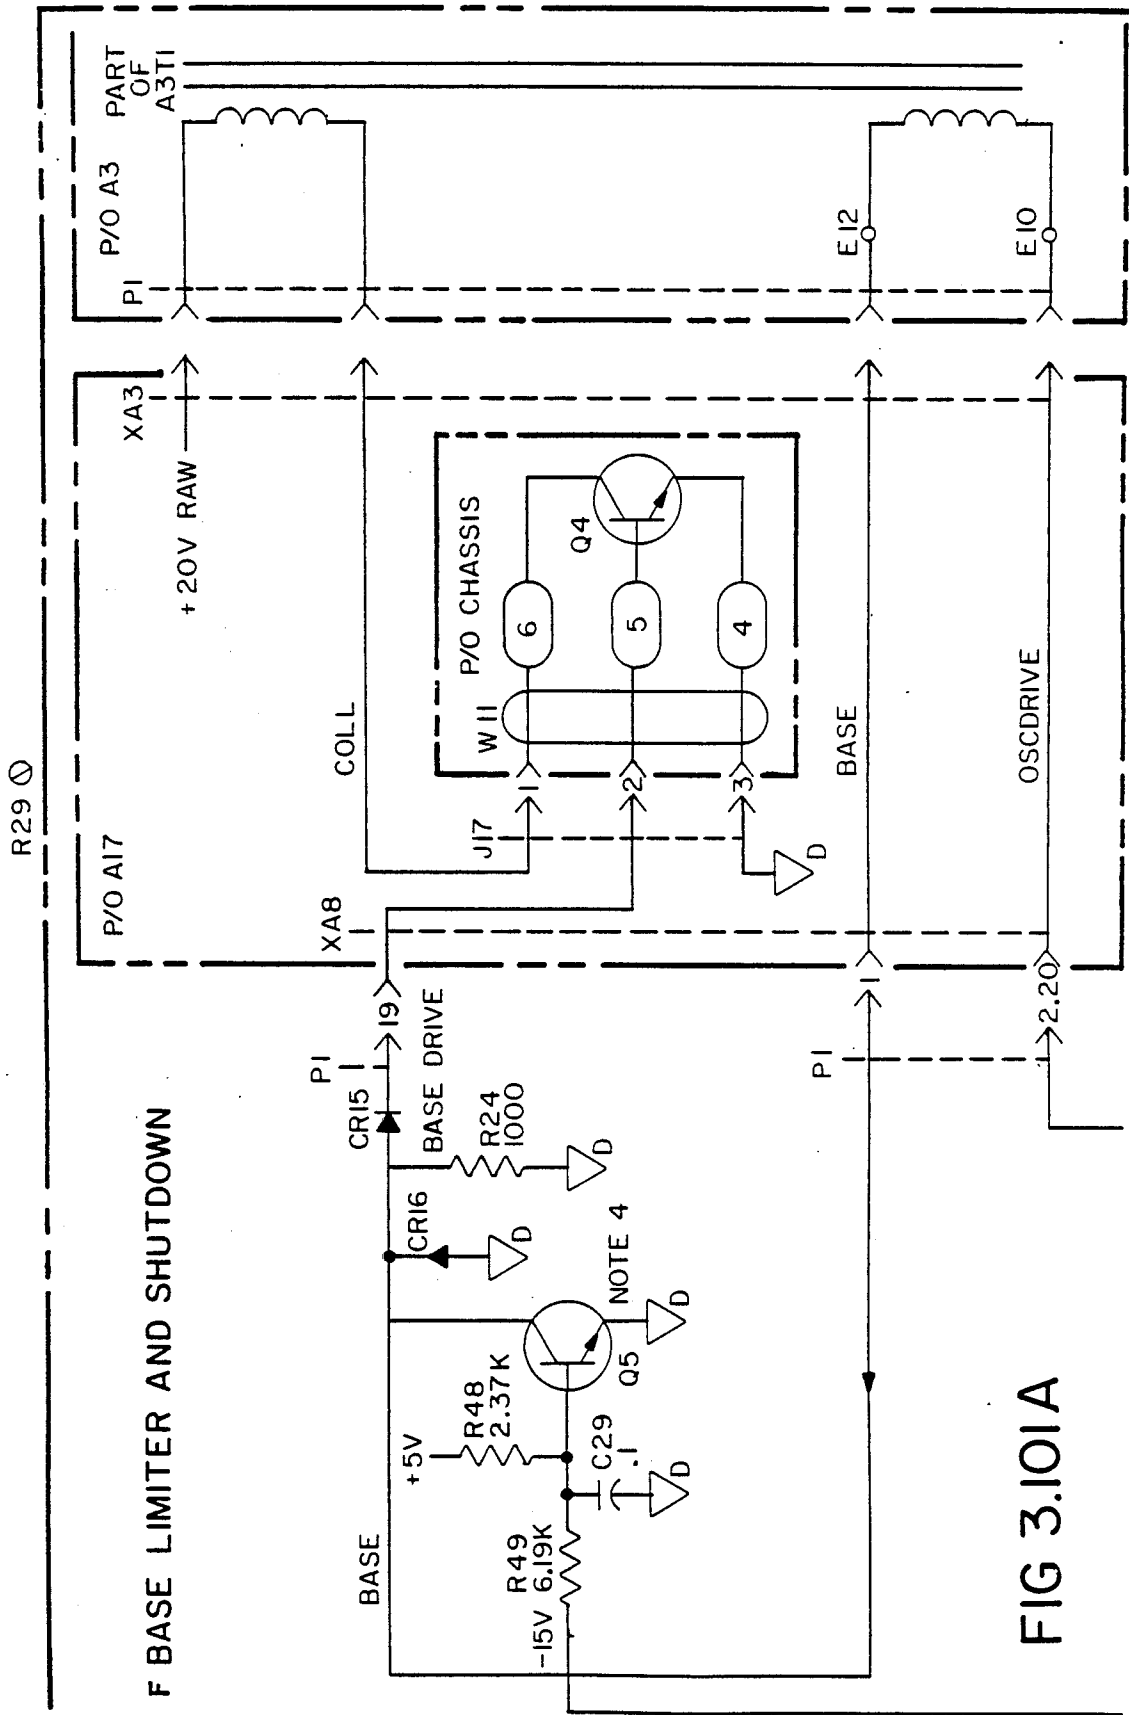 R29
F BASE LIMITER AND SHUTDOWN
P/O A17
P/O A3
PART
OF
A3T1
XA3
P1
+20V RAW
COLL
XA8
P1
CR15
19
BASE DRIVE
R24
1000
D
CR16
D
BASE
+5V
R48
2.37K
Q5
NOTE 4
D
R49
-15V 6.19K
C29
.1
D
J17
1
2
3
D
W11
P/O CHASSIS
6
5
4
Q4
BASE
1
P1
2.20
OSCDRIVE
E12
E10
FIG 3.101A